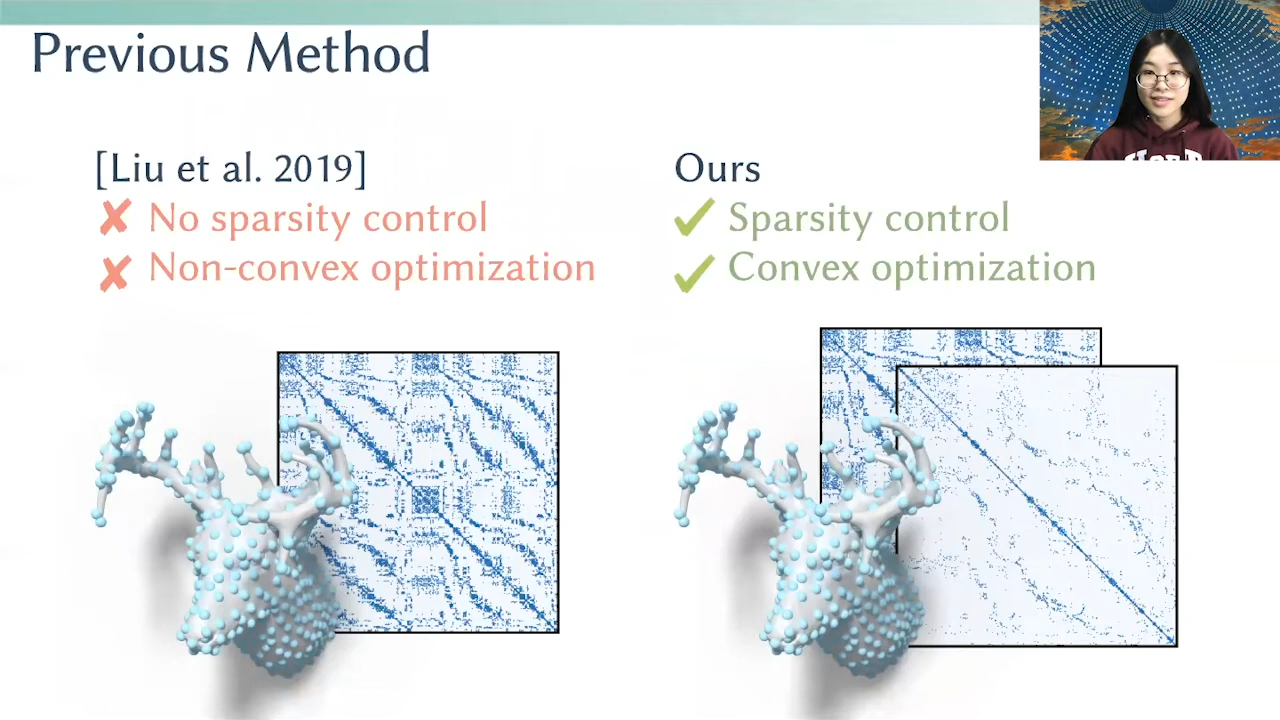 Previous Method
[Liu et al. 2019]
✘ No sparsity control
✘ Non-convex optimization
Ours
✓ Sparsity control
✓ Convex optimization